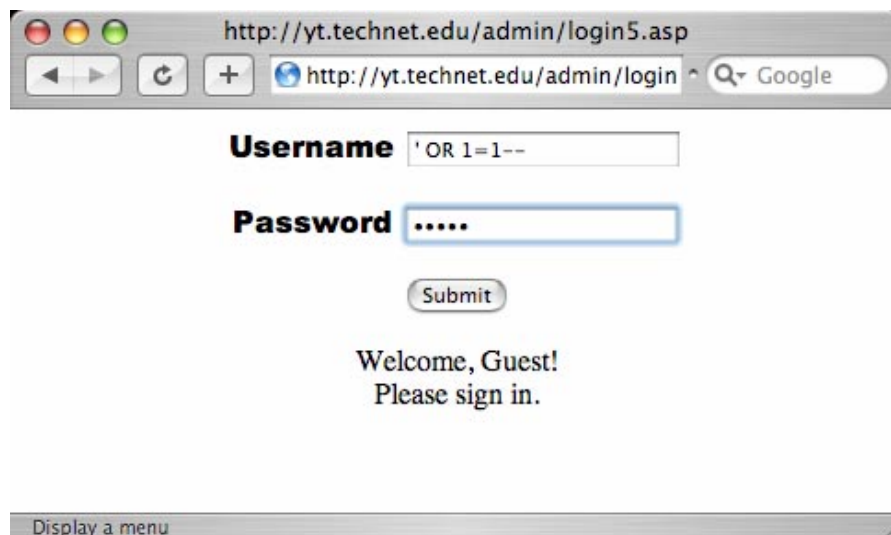 http://yt.technet.edu/admin/login5.asp
http://yt.technet.edu/admin/login
Google
Username ' OR 1=1--
Password •••••
Submit
Welcome, Guest!
Please sign in.
Display a menu